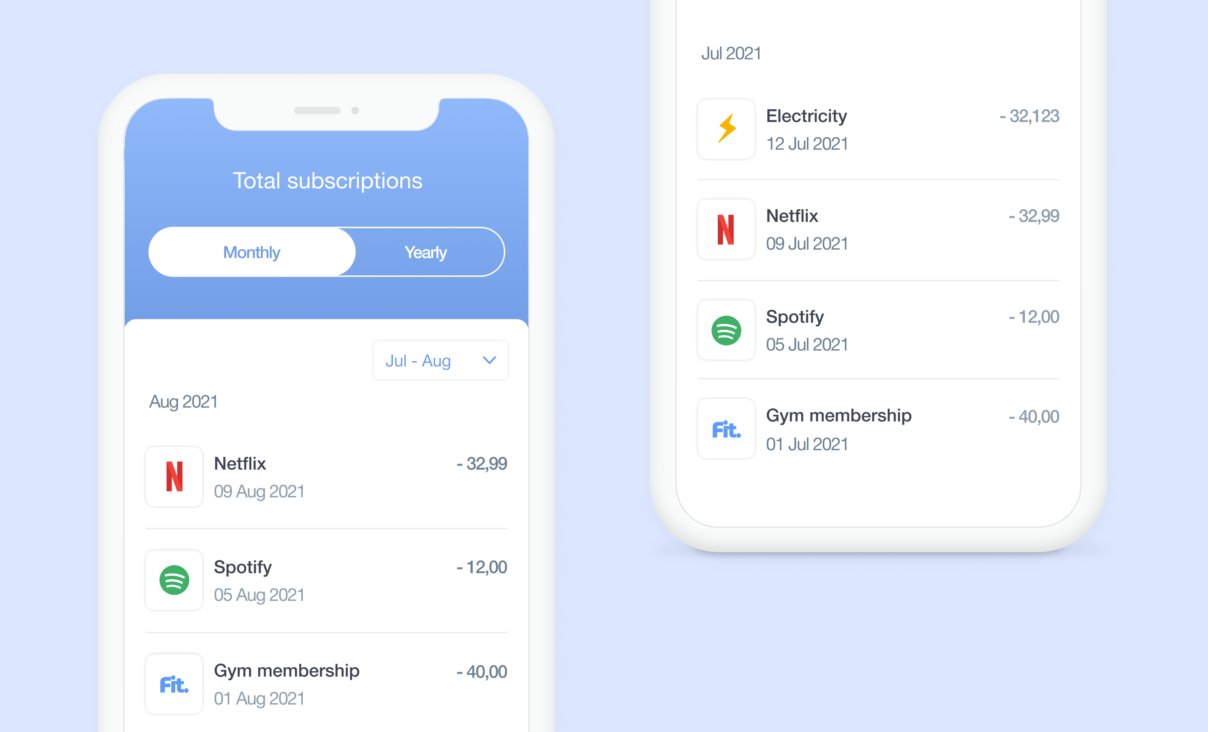 Total subscriptions
Monthly
Yearly
Jul - Aug
Aug 2021
Netflix
- 32,99
09 Aug 2021
Spotify
- 12,00
05 Aug 2021
Fit.
Gym membership
- 40,00
01 Aug 2021
Jul 2021
Electricity
- 32,123
12 Jul 2021
N
Netflix
- 32,99
09 Jul 2021
Spotify
- 12,00
05 Jul 2021
Fit.
Gym membership
- 40,00
01 Jul 2021